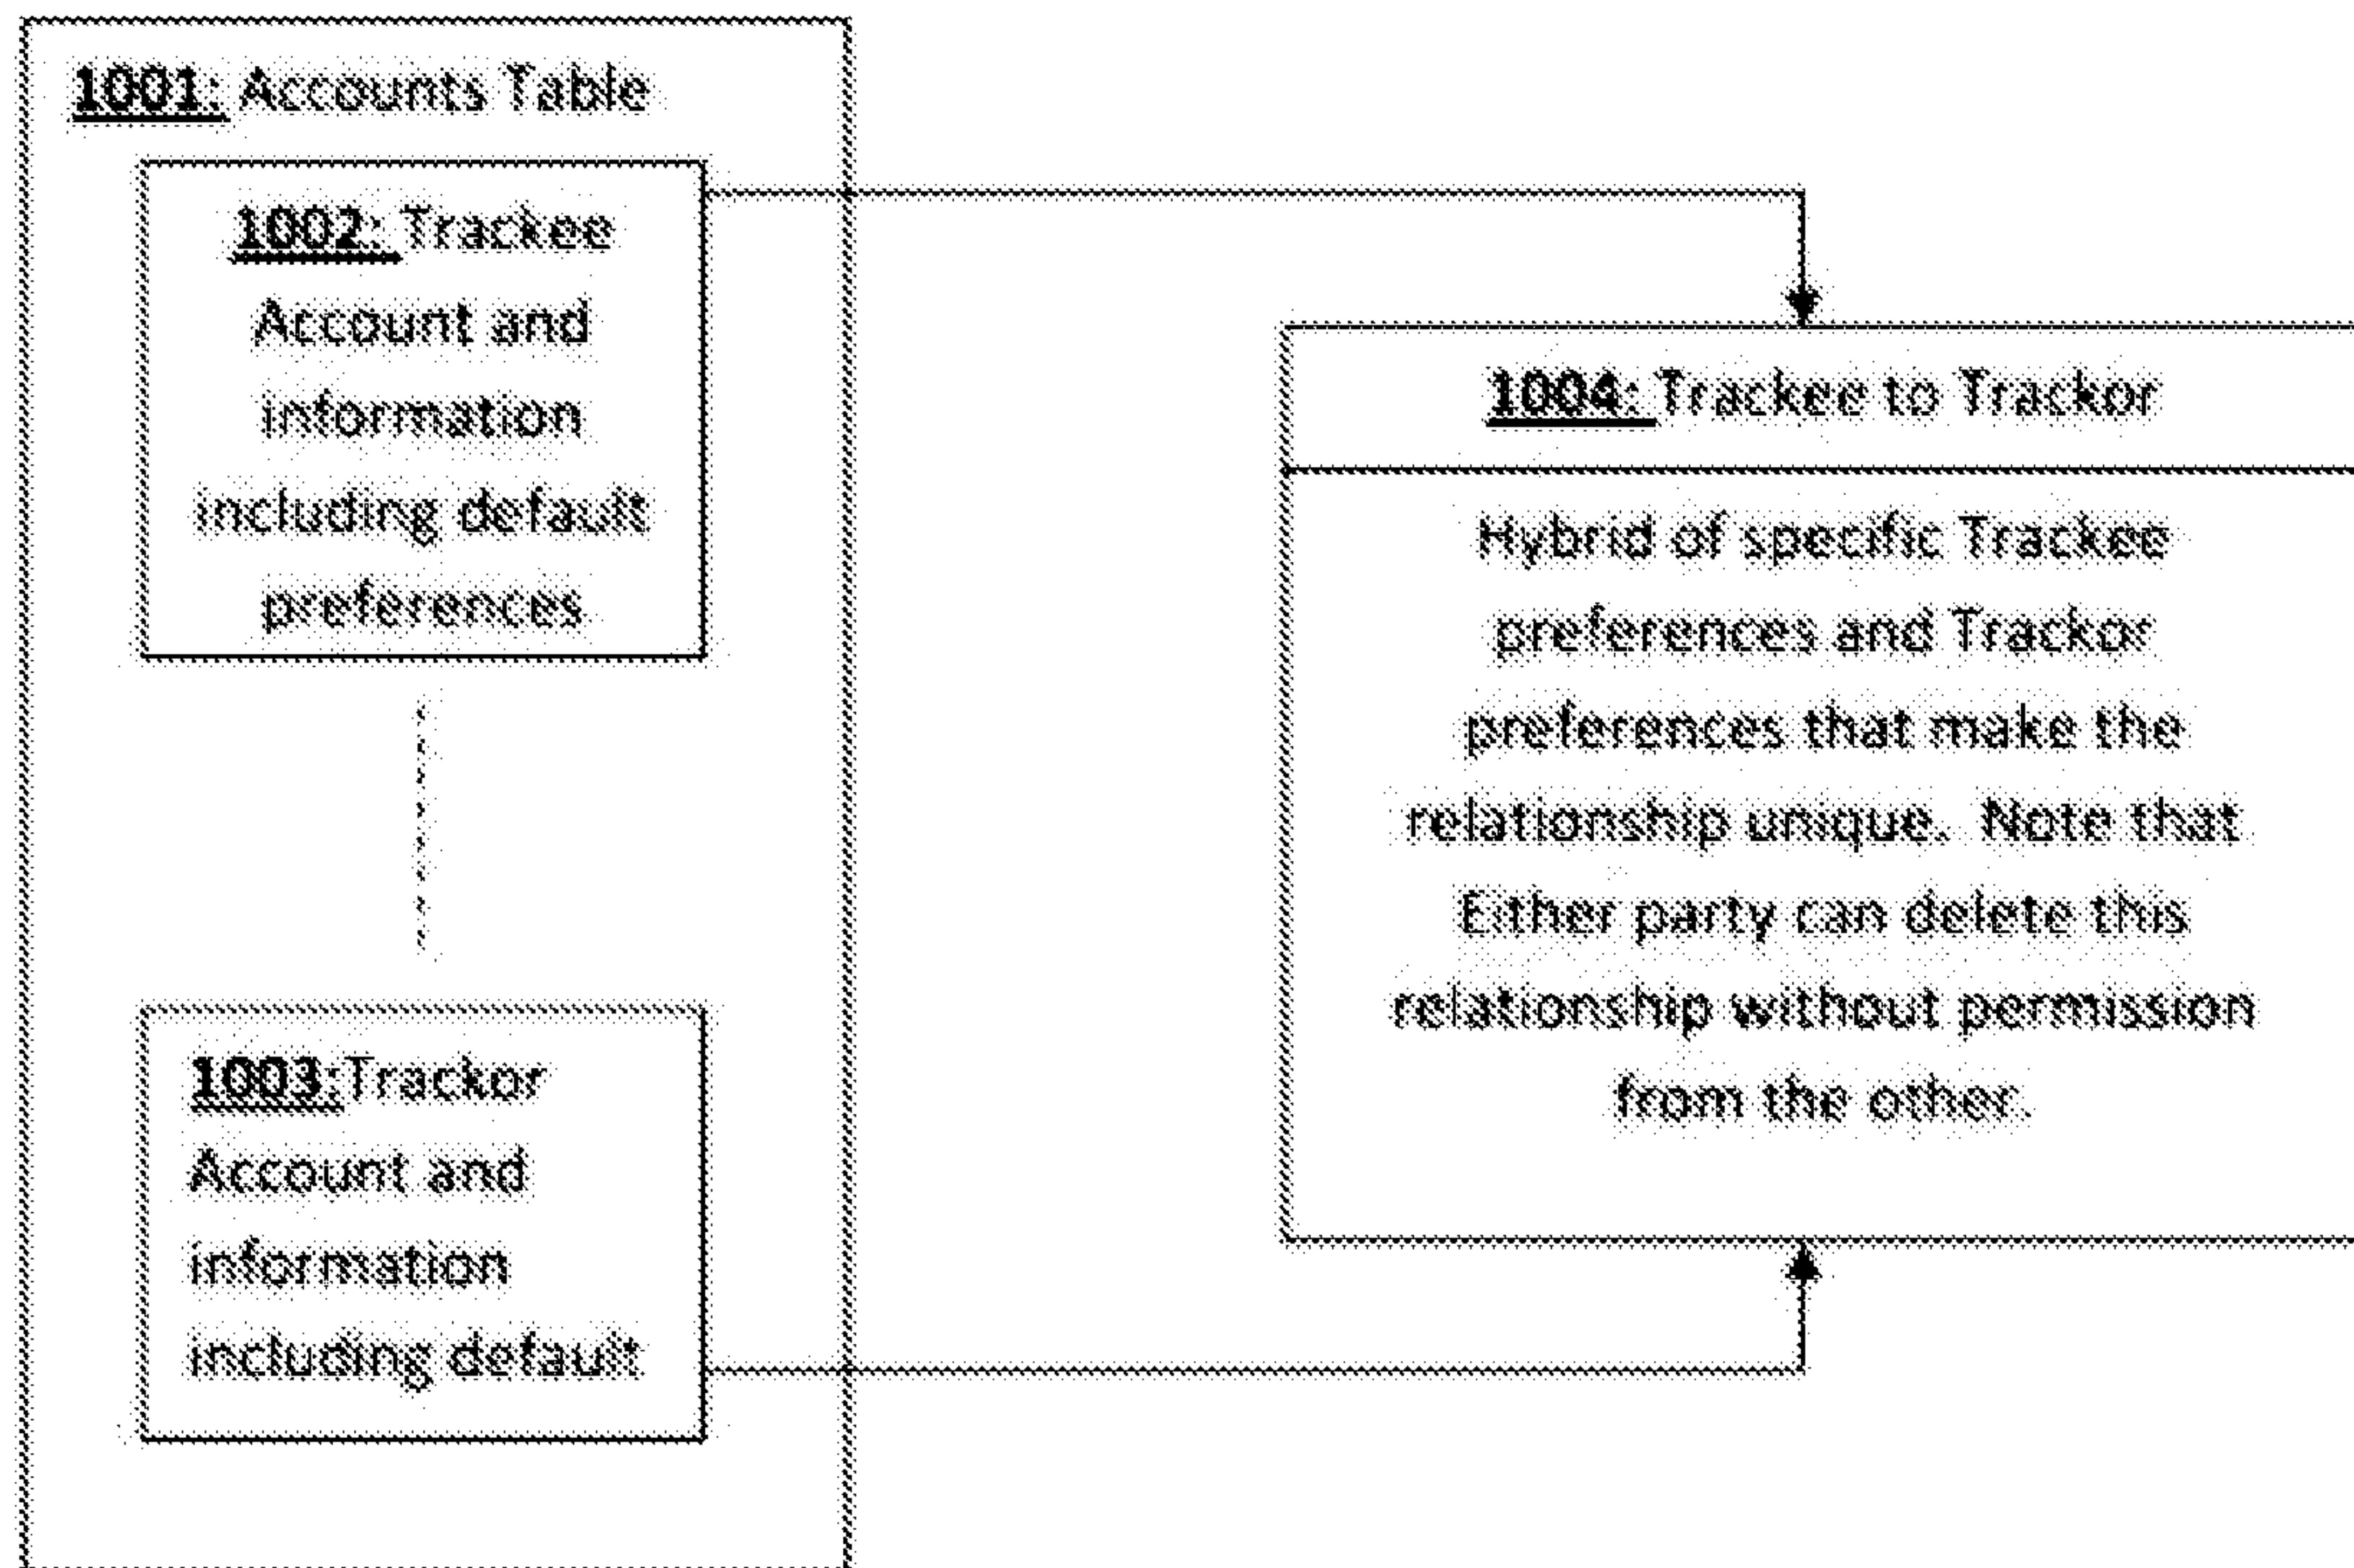 1001: Accounts Table
1002: Trackee
Account and
information
including default
preferences
1003:Trackor
Account and
information
including default
1004: Trackee to Trackor
Hybrid of specific Trackee
preferences and Trackor
preferences that make the
relationship unique.  Note that
Either party can delete this
relationship without permission
from the other.